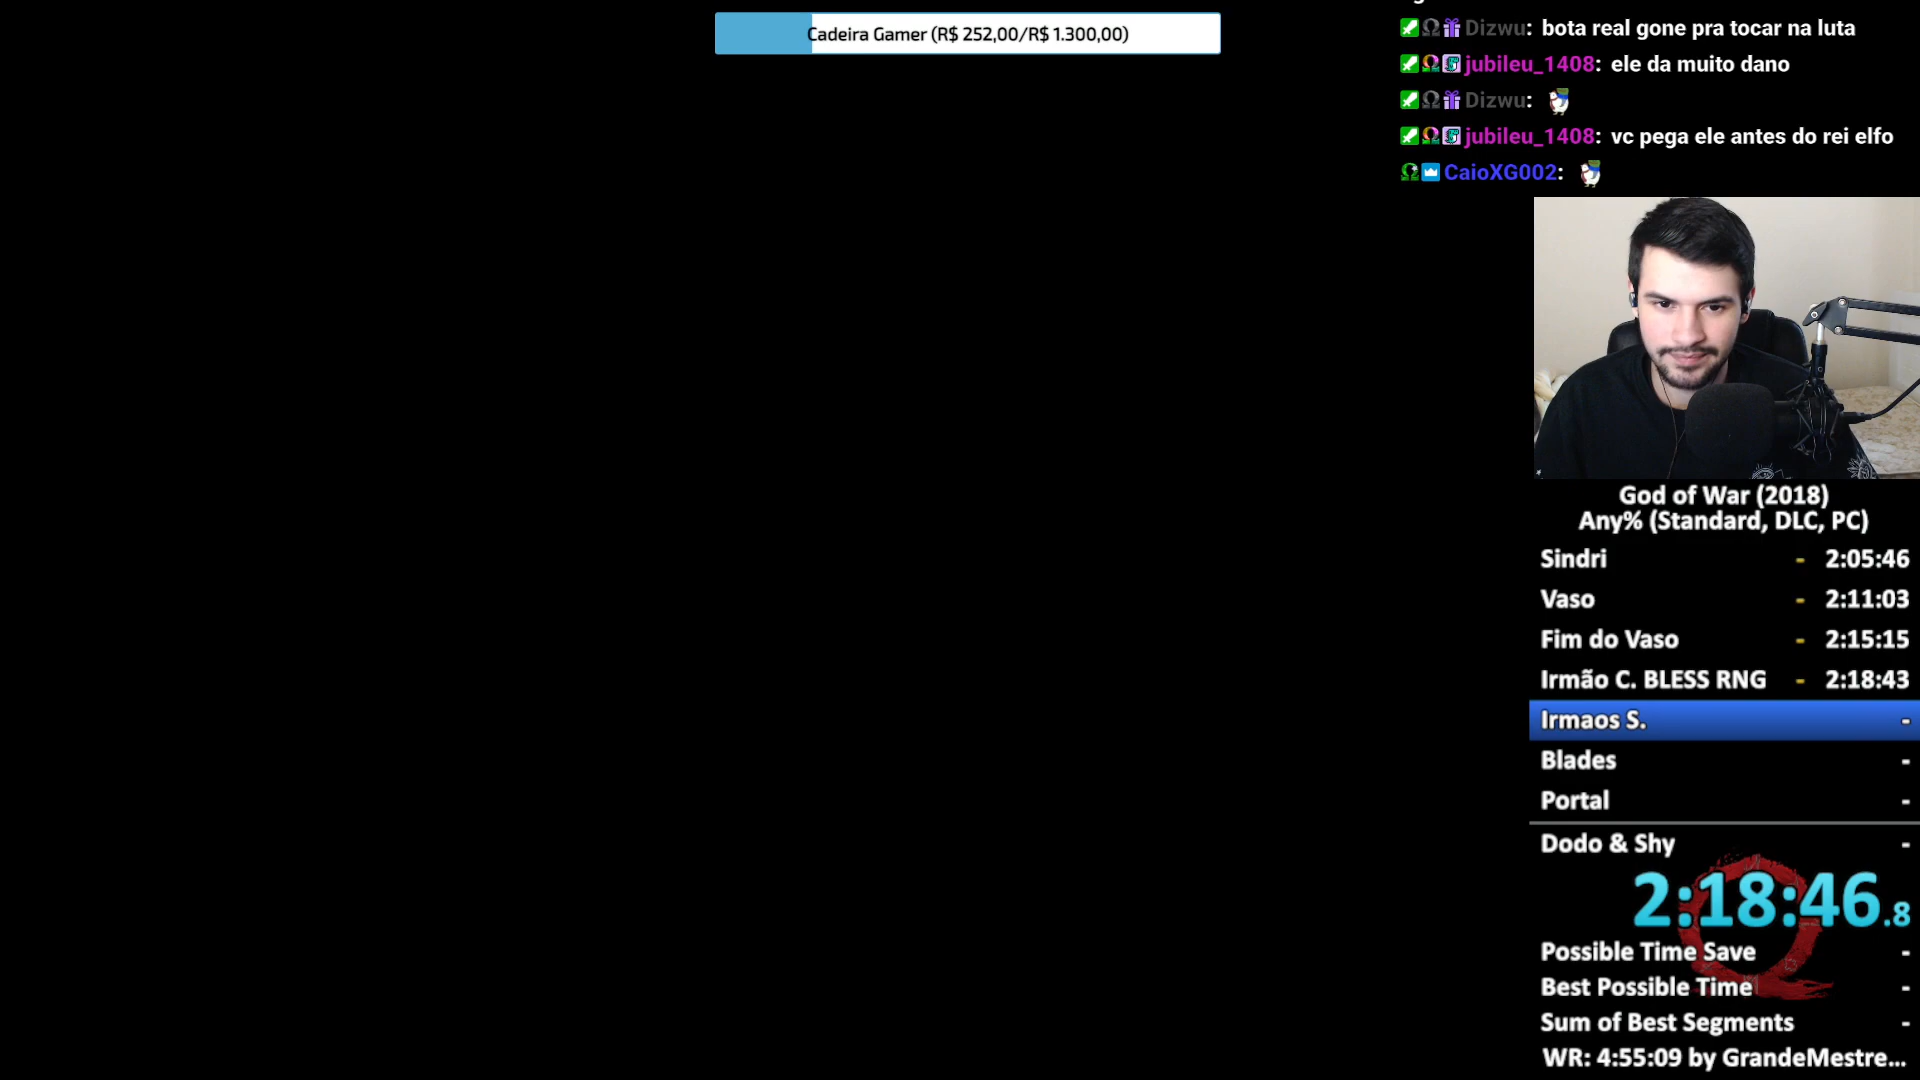 Cadeira Gamer (R$ 252,00/R$ 1.300,00)
Dizwu: bota real gone pra tocar na luta
jubileu_1408: ele da muito dano
Dizwu:
jubileu_1408: vc pega ele antes do rei elfo
CaioXG002:
God of War (2018)
Any% (Standard, DLC, PC)
Sindri - 2:05:46
Vaso - 2:11:03
Fim do Vaso - 2:15:15
Irmão C. BLESS RNG - 2:18:43
Irmaos S. -
Blades -
Portal -
Dodo & Shy -
2:18:46.8
Possible Time Save -
Best Possible Time -
Sum of Best Segments -
WR: 4:55:09 by GrandeMestre...